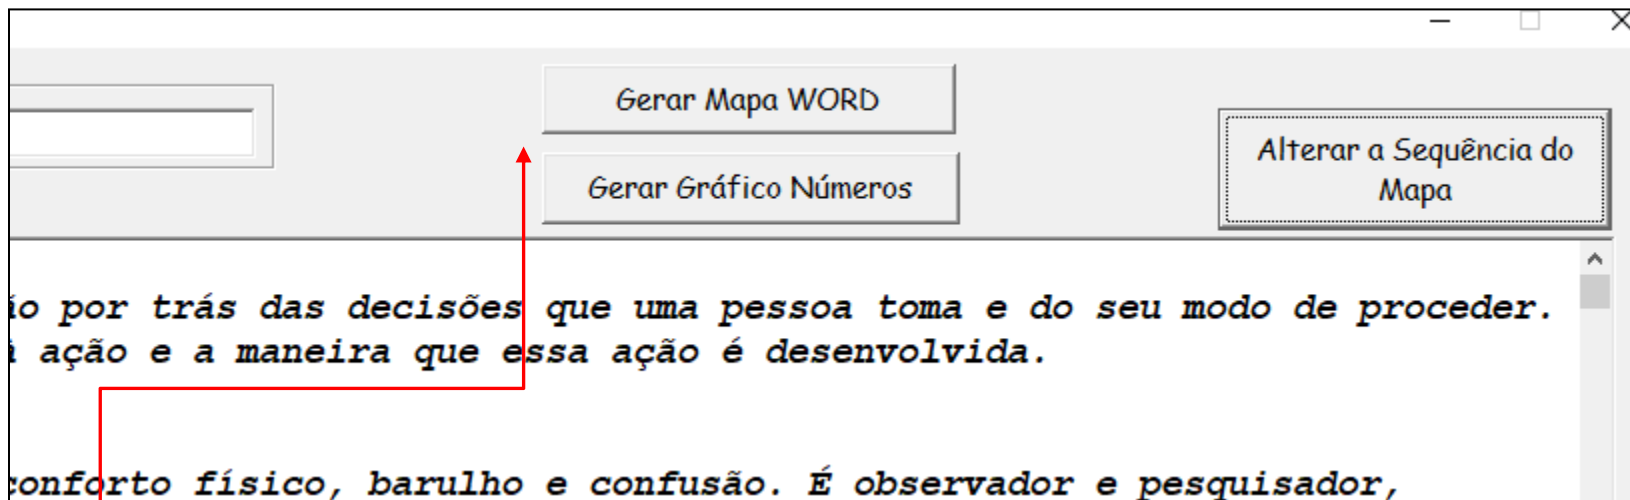 Gerar Mapa WORD
Gerar Gráfico Números
Alterar a Sequência do
Mapa
por trás das decisões que uma pessoa toma e do seu modo de proceder.
ação e a maneira que essa ação é desenvolvida.
conforto físico, barulho e confusão. É observador e pesquisador,